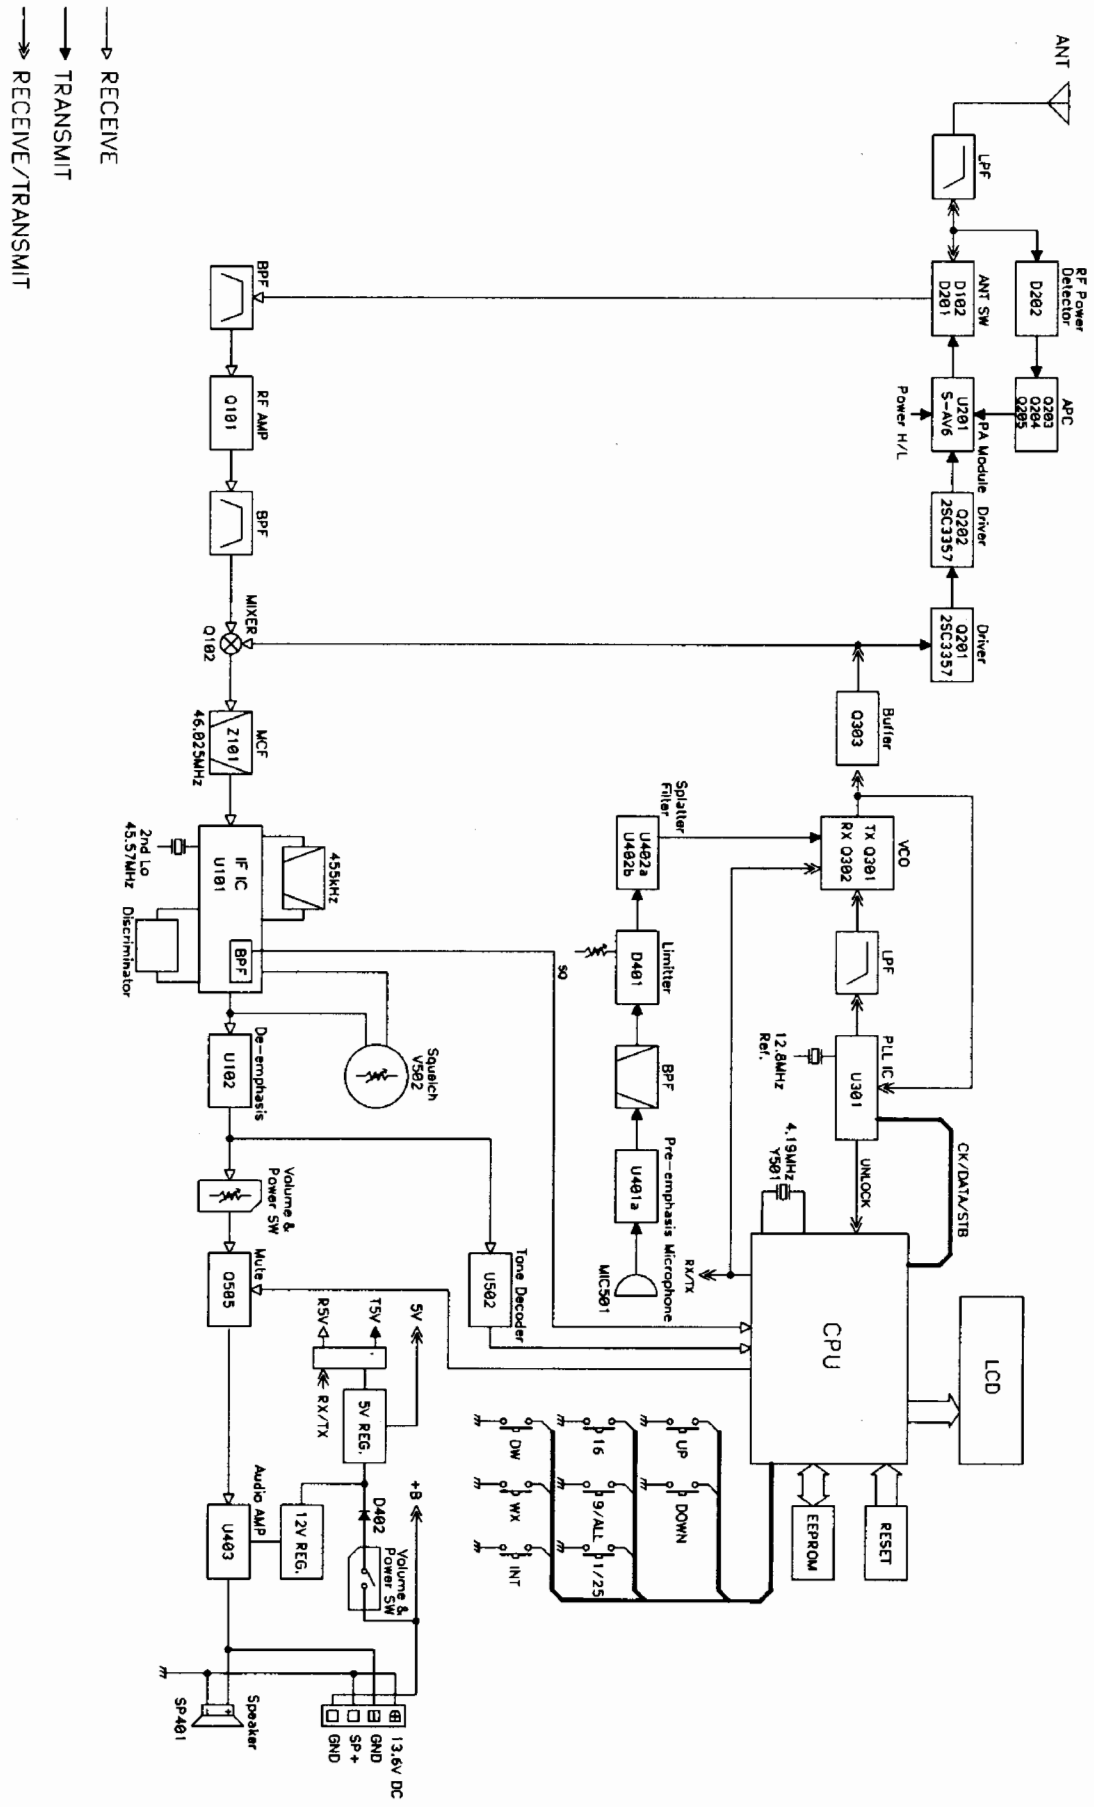 ANT
LPF
RF Power
Detector
D202
APC
Q203
Q204
Q205
ANT SW
D102
D201
PA Module
U201
S-AV6
Power H/L
Driver
Q202
2SC3357
Driver
Q201
2SC3357
Buffer
Q303
VCO
TX Q301
RX Q302
LPF
PLL IC
U301
12.8MHz
Ref.
UNLOCK
CK/DATA/STB
4.19MHz
Y501
CPU
LCD
RESET
EEPROM
Splatter
Filter
U402a
U402b
Limitter
D401
SQ
BPF
Pre-emphasis
U401a
Microphone
MIC501
RX/TX
UP
DOWN
16
9/ALL
1/25
DW
WX
INT
BPF
RF AMP
Q101
BPF
MIXER
Q102
MCF
Z101
46.025MHz
455kHz
IF IC
U101
BPF
2nd Lo
45.57MHz
Discriminator
Squelch
V502
De-emphasis
U102
Volume &
Power SW
Mute
Q505
Tone Decoder
U502
5V
T5V
R5V
RX/TX
5V REG.
+B
D402
Volume &
Power SW
12V REG.
Audio AMP
U403
13.6V DC
GND
SP+
GND
Speaker
+
-
SP401
RECEIVE
TRANSMIT
RECEIVE/TRANSMIT